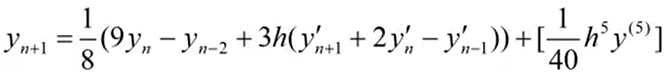 $y_{n+1} = \frac{1}{8}(9y_n - y_{n-2} + 3h(y'_{n+1} + 2y'_n - y'_{n-1})) + [\frac{1}{40}h^5 y^{(5)}]$